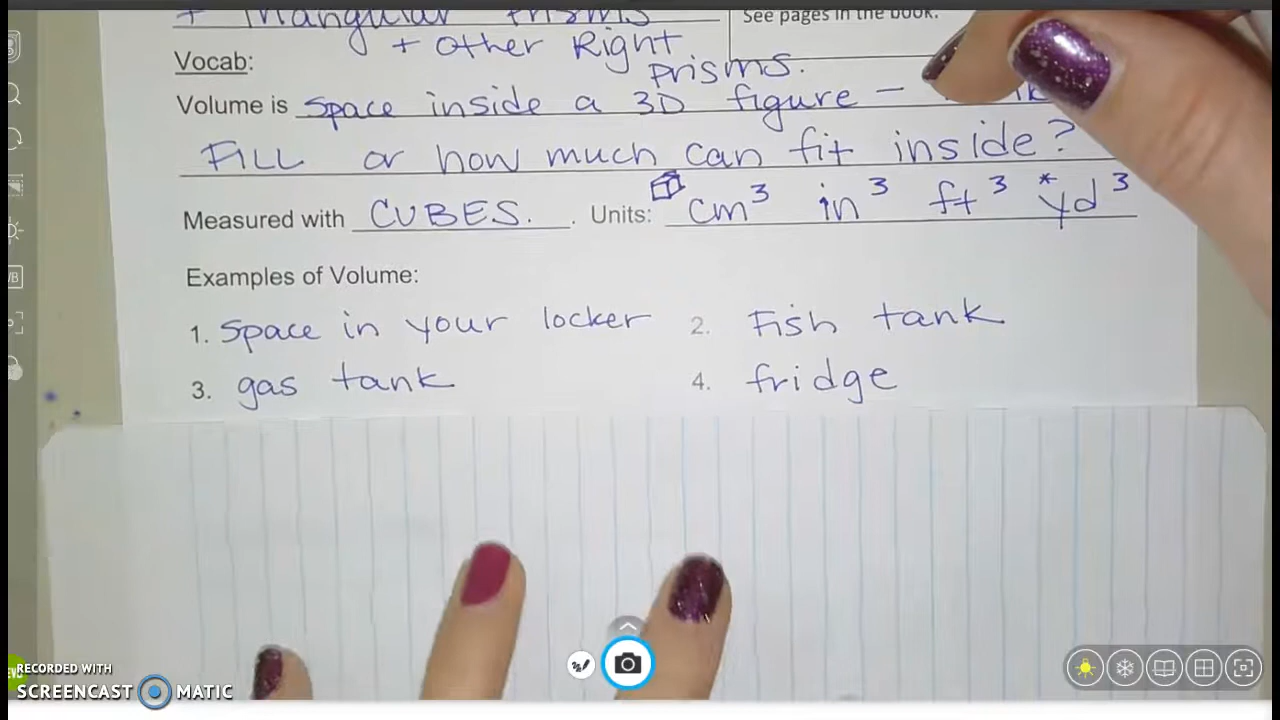 + Triangular Prisms
See pages in the book.
+ other Right
Vocab:
prisms.
Volume is space inside a 3D figure -
FILL or how much can fit inside?
Measured with CUBES. . Units: cm³ in³ ft³ *yd³
Examples of Volume:
1. Space in your locker 2. Fish tank
3. gas tank 4. fridge
RECORDED WITH
SCREENCAST MATIC